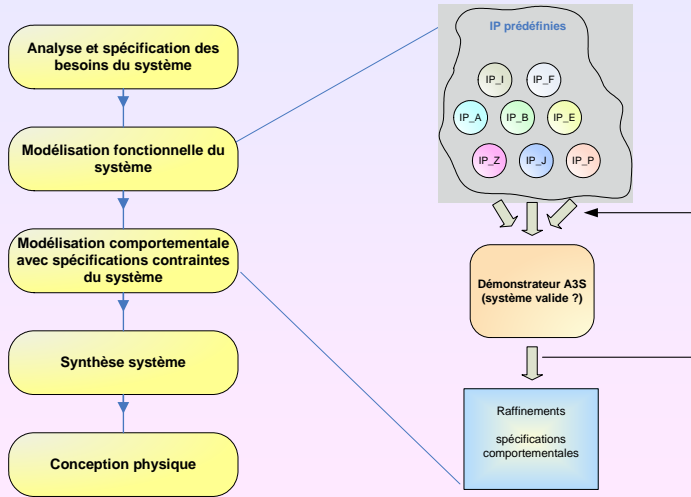 Analyse et spécification des
besoins du système
Modélisation fonctionnelle du
système
Modélisation comportementale
avec spécifications contraintes
du système
Synthèse système
Conception physique
IP prédéfinies
IP_I
IP_F
IP_A
IP_B
IP_E
IP_Z
IP_J
IP_P
Démonstrateur A3S
(système valide ?)
Raffinements
spécifications
comportementales